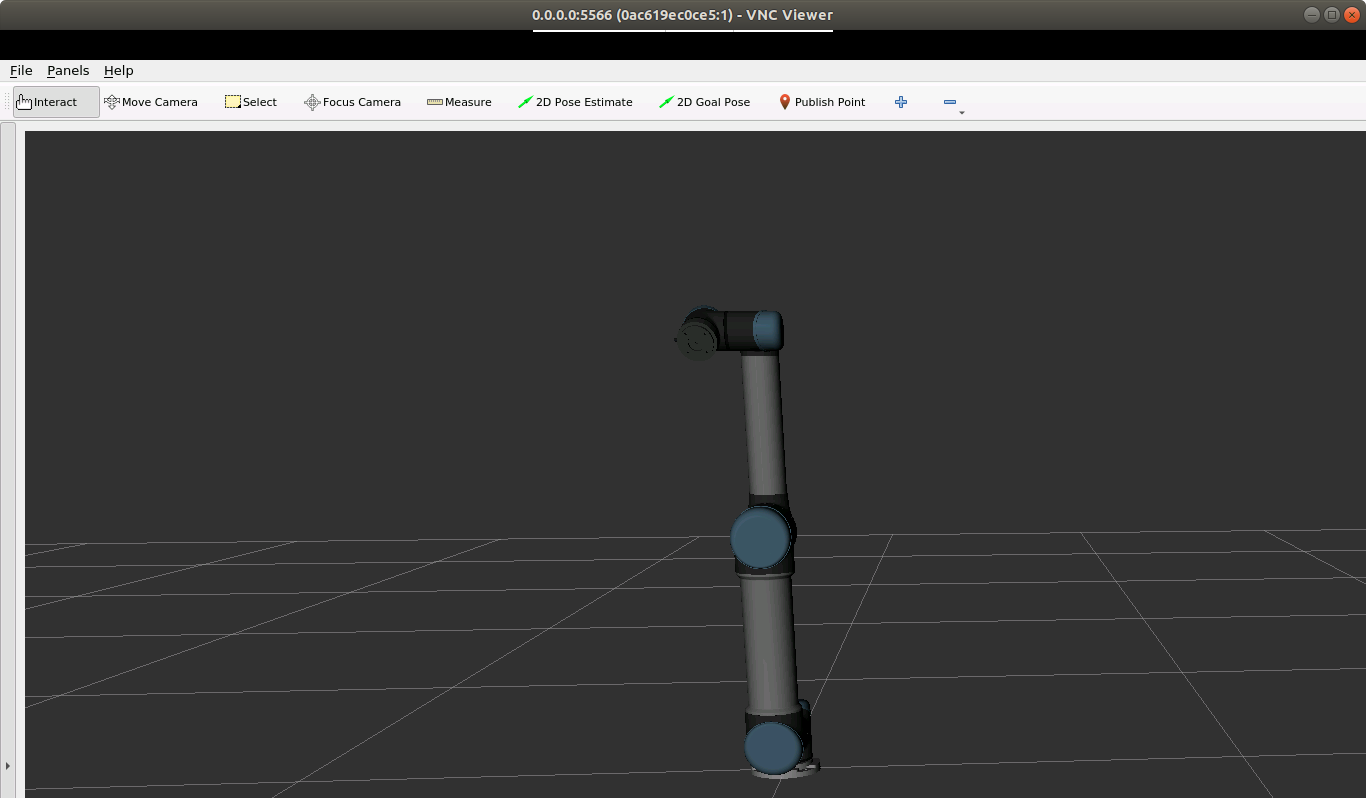 0.0.0.0:5566 (0ac619ec0ce5:1) - VNC Viewer
File Panels Help
Interact Move Camera Select Focus Camera Measure 2D Pose Estimate 2D Goal Pose Publish Point